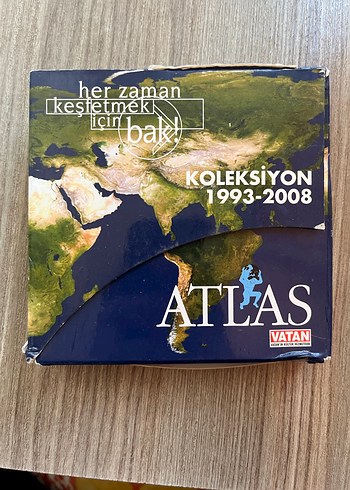 her zaman
keşfetmek
için
bak!
KOLEKSİYON
1993-2008
ATLAS
VATAN